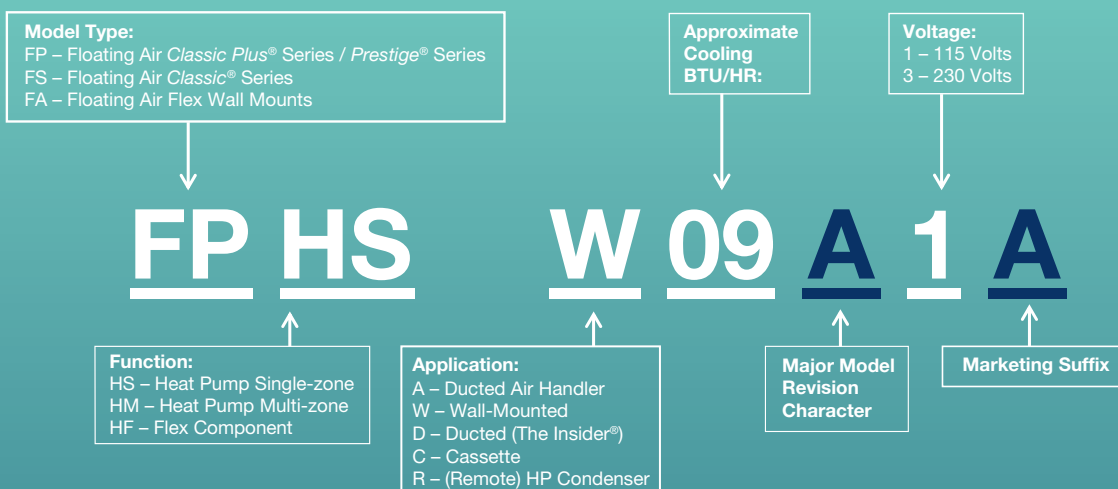 Model Type:
FP – Floating Air Classic Plus® Series / Prestige® Series
FS – Floating Air Classic® Series
FA – Floating Air Flex Wall Mounts
Approximate
Cooling
BTU/HR:
Voltage:
1 – 115 Volts
3 – 230 Volts
FP HS W 09 A 1 A
Function:
HS – Heat Pump Single-zone
HM – Heat Pump Multi-zone
HF – Flex Component
Application:
A – Ducted Air Handler
W – Wall-Mounted
D – Ducted (The Insider®)
C – Cassette
R – (Remote) HP Condenser
Major Model
Revision
Character
Marketing Suffix